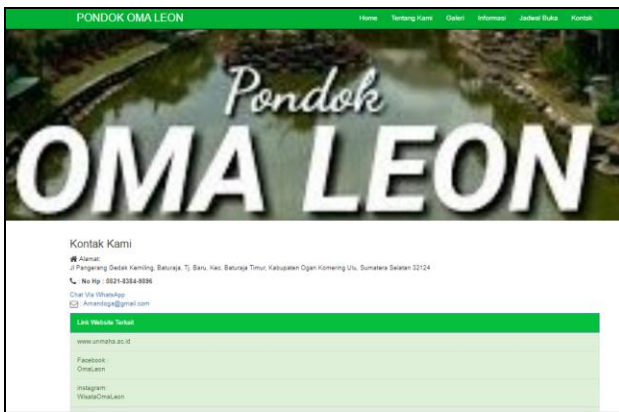 PONDOK OMA LEON
Home Tentang Kami Galeri Informasi Jadwal Buka Kontak
Pondok
OMA LEON
Kontak Kami
Alamat:
Jl Pangerang Gedak Kemiling, Baturaja, Tj. Baru, Kec. Baturaja Timur, Kabupaten Ogan Komering Ulu, Sumatera Selatan 32124
: No Hp : 0821-8384-8896
Chat Via WhatsApp
: Amandoga@gmail.com
Link Website Terkait
www.unmaha.ac.id
Facebook :
OmaLeon
instagram:
WisataOmaLeon